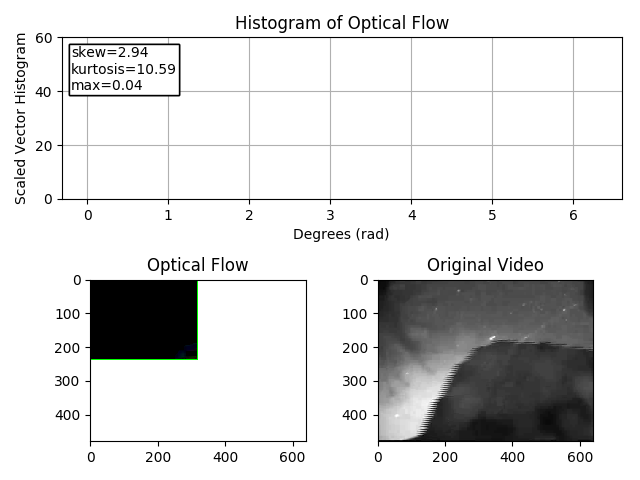 Histogram of Optical Flow
Scaled Vector Histogram
60
40
20
0
skew=2.94
kurtosis=10.59
max=0.04
0 1 2 3 4 5 6
Degrees (rad)
Optical Flow
0
100
200
300
400
0 200 400 600
Original Video
0
100
200
300
400
0 200 400 600